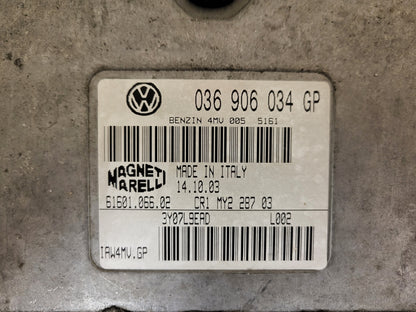 036 906 034 GP
BENZIN 4MV 005 5161
MAGNETI
MARELLI
MADE IN ITALY
14.10.03
61601.066.02 CR1 MY2 2B7 03
3Y07L9EAD L002
IAW4MV.GP